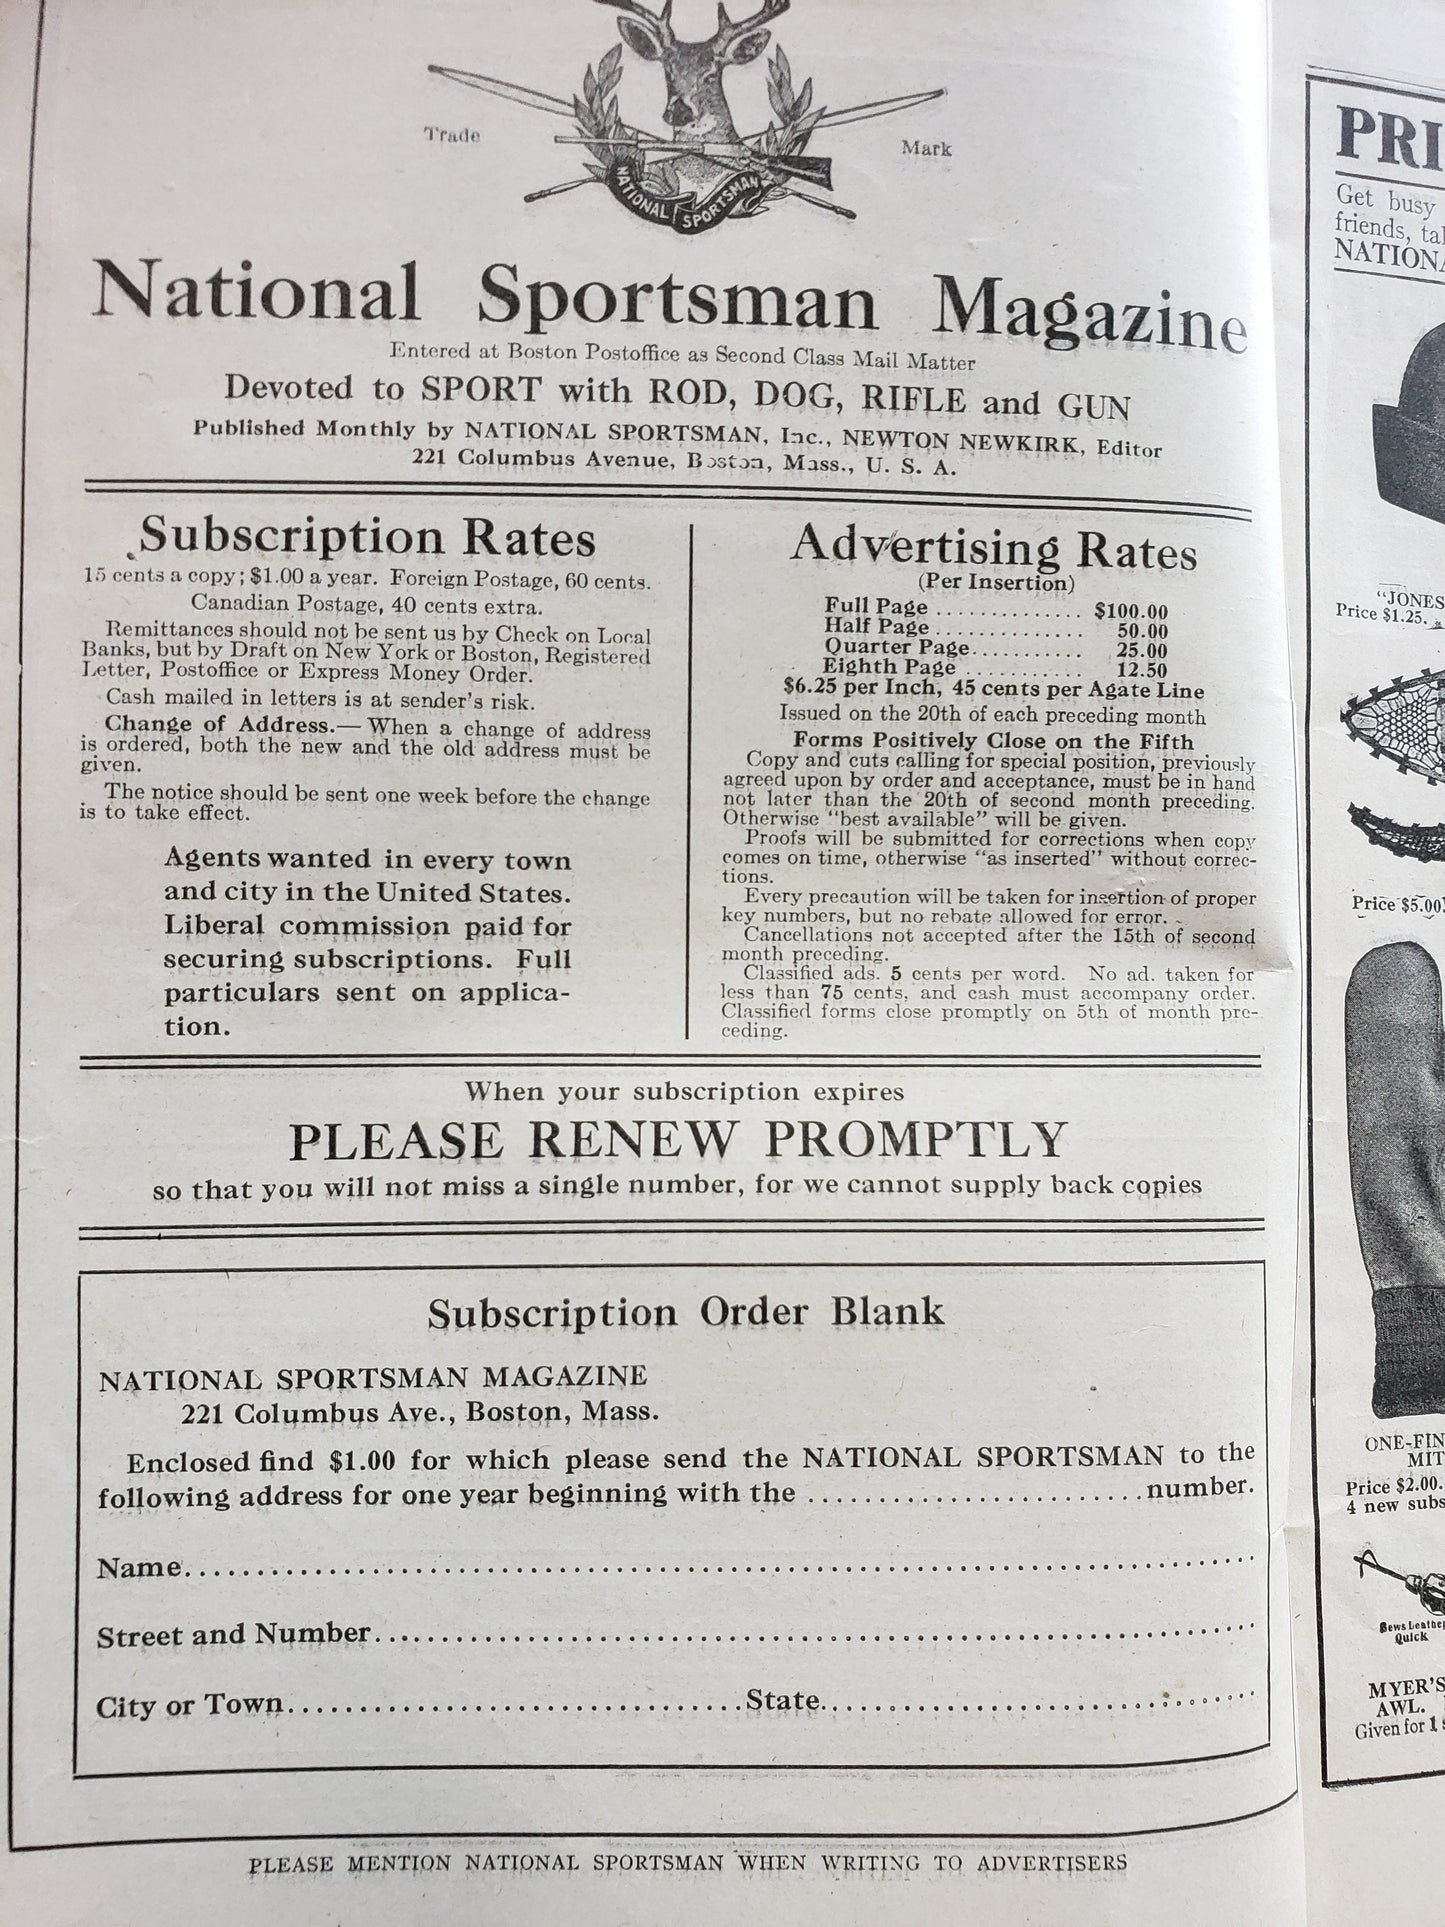 Trade
Mark
NATIONAL SPORTSMAN
National Sportsman Magazine
Entered at Boston Postoffice as Second Class Mail Matter
Devoted to SPORT with ROD, DOG, RIFLE and GUN
Published Monthly by NATIONAL SPORTSMAN, Inc., NEWTON NEWKIRK, Editor
221 Columbus Avenue, Boston, Mass., U. S. A.
Subscription Rates
15 cents a copy; $1.00 a year. Foreign Postage, 60 cents.
Canadian Postage, 40 cents extra.
Remittances should not be sent us by Check on Local
Banks, but by Draft on New York or Boston, Registered
Letter, Postoffice or Express Money Order.
Cash mailed in letters is at sender's risk.
Change of Address.— When a change of address
is ordered, both the new and the old address must be
given.
The notice should be sent one week before the change
is to take effect.
Agents wanted in every town
and city in the United States.
Liberal commission paid for
securing subscriptions. Full
particulars sent on applica-
tion.
Advertising Rates
(Per Insertion)
Full Page .............. $100.00
Half Page .............. 50.00
Quarter Page........... 25.00
Eighth Page ........... 12.50
$6.25 per Inch, 45 cents per Agate Line
Issued on the 20th of each preceding month
Forms Positively Close on the Fifth
Copy and cuts calling for special position, previously
agreed upon by order and acceptance, must be in hand
not later than the 20th of second month preceding.
Otherwise "best available" will be given.
Proofs will be submitted for corrections when copy
comes on time, otherwise "as inserted" without correc-
tions.
Every precaution will be taken for insertion of proper
key numbers, but no rebate allowed for error.
Cancellations not accepted after the 15th of second
month preceding.
Classified ads. 5 cents per word. No ad. taken for
less than 75 cents, and cash must accompany order.
Classified forms close promptly on 5th of month pre-
ceding.
When your subscription expires
PLEASE RENEW PROMPTLY
so that you will not miss a single number, for we cannot supply back copies
Subscription Order Blank
NATIONAL SPORTSMAN MAGAZINE
221 Columbus Ave., Boston, Mass.
Enclosed find $1.00 for which please send the NATIONAL SPORTSMAN to the
following address for one year beginning with the ......................... number.
Name................................................................................
Street and Number..................................................................
City or Town..................................State................................
PLEASE MENTION NATIONAL SPORTSMAN WHEN WRITING TO ADVERTISERS
PRI
Get busy
friends, tal
NATIONA
"JONES
Price $1.25.
Price $5.00
ONE-FIN
MIT
Price $2.00.
4 new subs
Sews Leather
Quick
MYER'S
AWL.
Given for 1 s